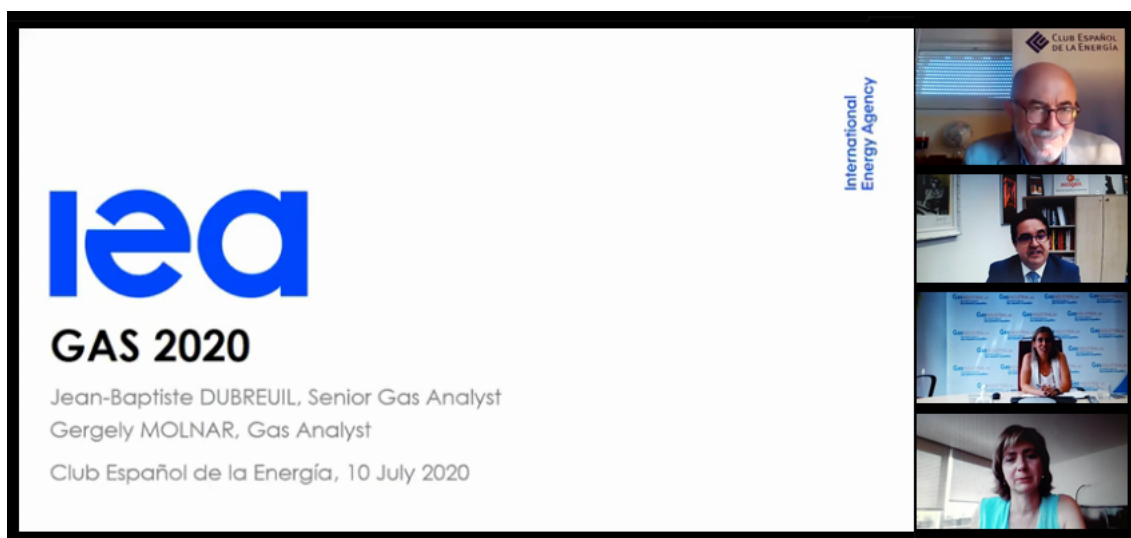 International
Energy Agency
iea
GAS 2020
Jean-Baptiste DUBREUIL, Senior Gas Analyst
Gergely MOLNAR, Gas Analyst
Club Español de la Energía, 10 July 2020
CLUB ESPAÑOL
DE LA ENERGÍA